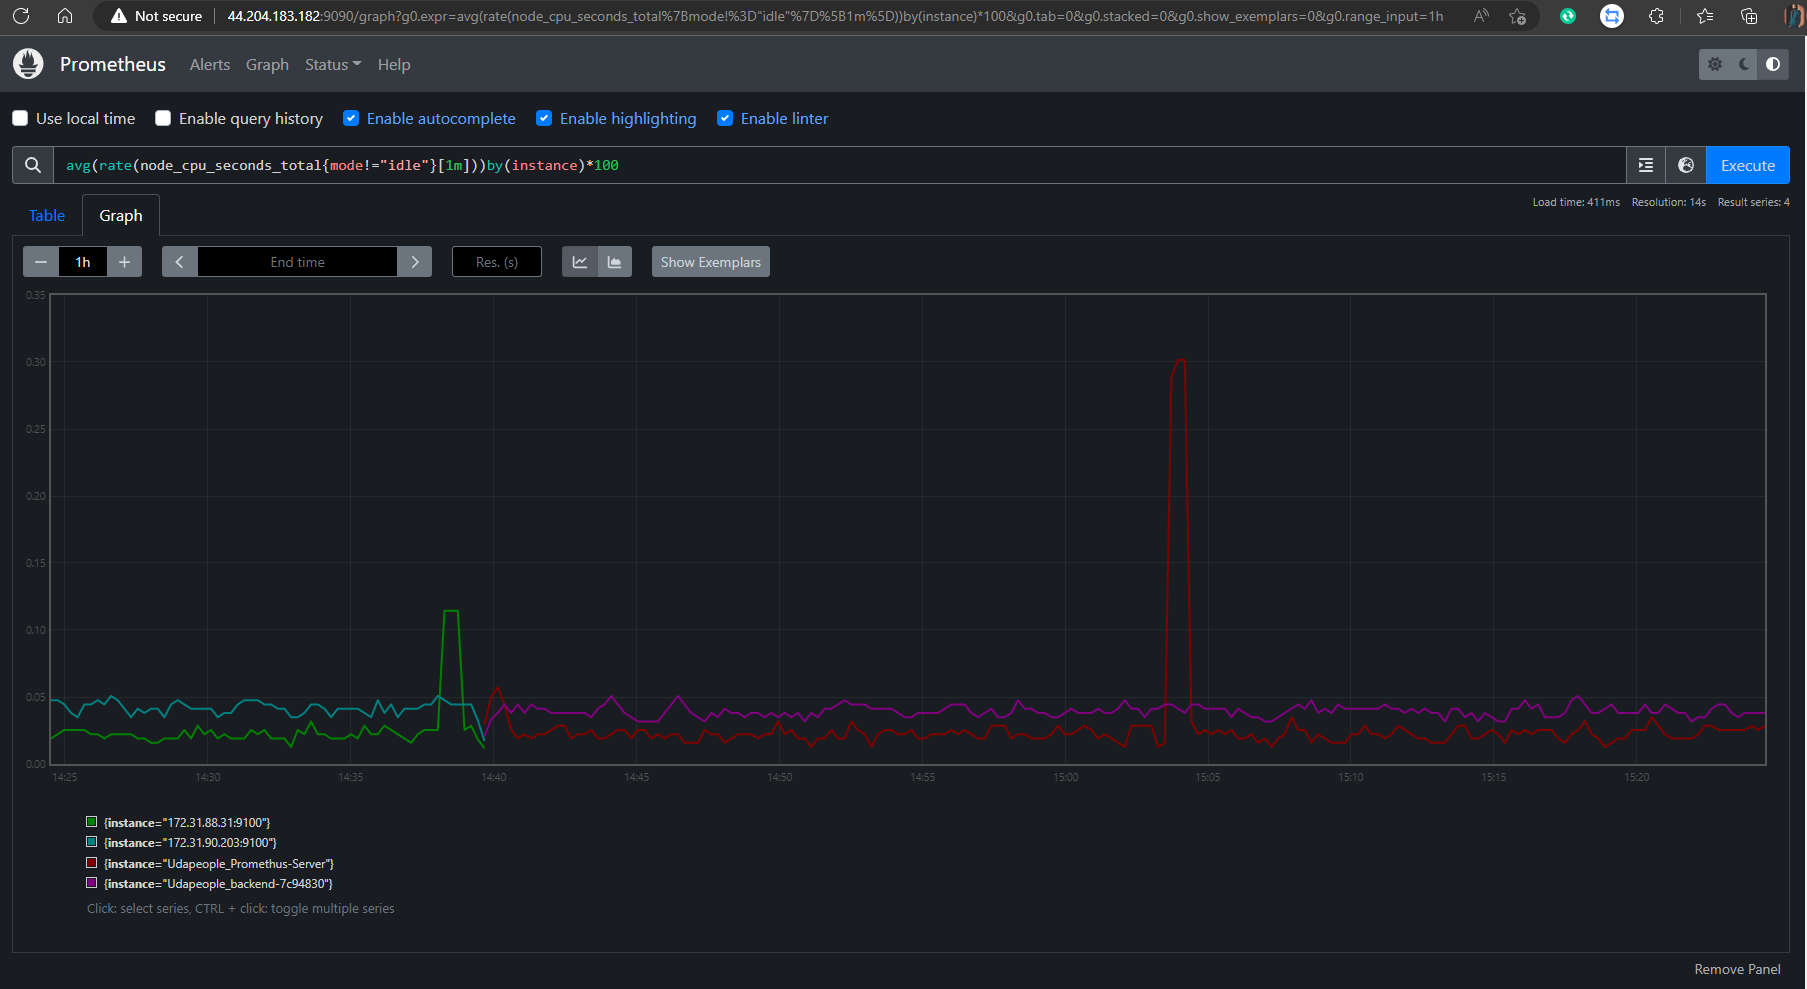 Not secure 44.204.183.182:9090/graph?g0.expr=avg(rate(node_cpu_seconds_total%7Bmode!%3D"idle"%7D%5B1m%5D))by(instance)*100&g0.tab=0&g0.stacked=0&g0.show_exemplars=0&g0.range_input=1h
Prometheus Alerts Graph Status Help
Use local time Enable query history Enable autocomplete Enable highlighting Enable linter
avg(rate(node_cpu_seconds_total{mode!="idle"}[1m]))by(instance)*100 Execute
Load time: 411ms Resolution: 14s Result series: 4
Table Graph
1h End time Res. (s) Show Exemplars
0.35
0.30
0.25
0.20
0.15
0.10
0.05
0.00
14:25 14:30 14:35 14:40 14:45 14:50 14:55 15:00 15:05 15:10 15:15 15:20
{instance="172.31.88.31:9100"}
{instance="172.31.90.203:9100"}
{instance="Udapeople_Promethus-Server"}
{instance="Udapeople_backend-7c94830"}
Click: select series, CTRL + click: toggle multiple series
Remove Panel